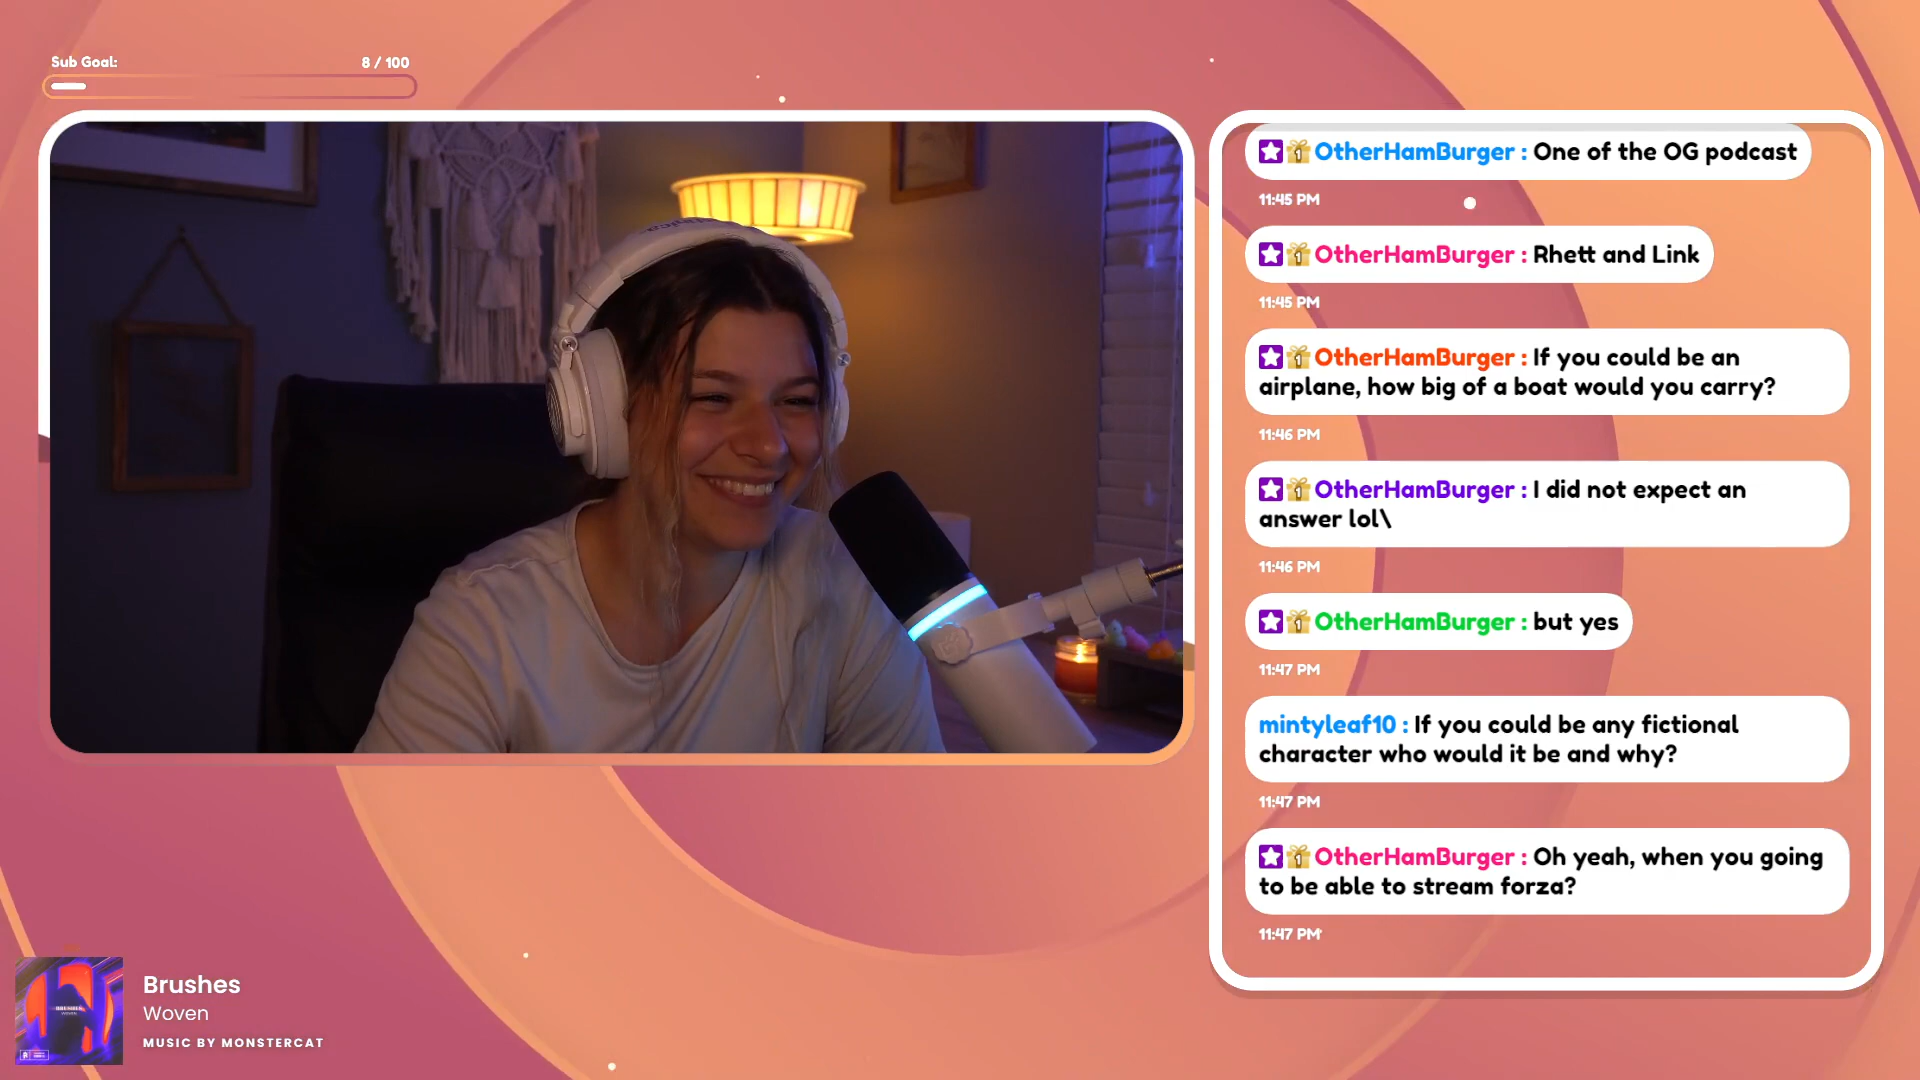 Sub Goal: 8 / 100
OtherHamBurger : One of the OG podcast
11:45 PM
OtherHamBurger : Rhett and Link
11:45 PM
OtherHamBurger : If you could be an
airplane, how big of a boat would you carry?
11:46 PM
OtherHamBurger : I did not expect an
answer lol\
11:46 PM
OtherHamBurger : but yes
11:47 PM
mintyleaf10 : If you could be any fictional
character who would it be and why?
11:47 PM
OtherHamBurger : Oh yeah, when you going
to be able to stream forza?
11:47 PM
Brushes
Woven
MUSIC BY MONSTERCAT